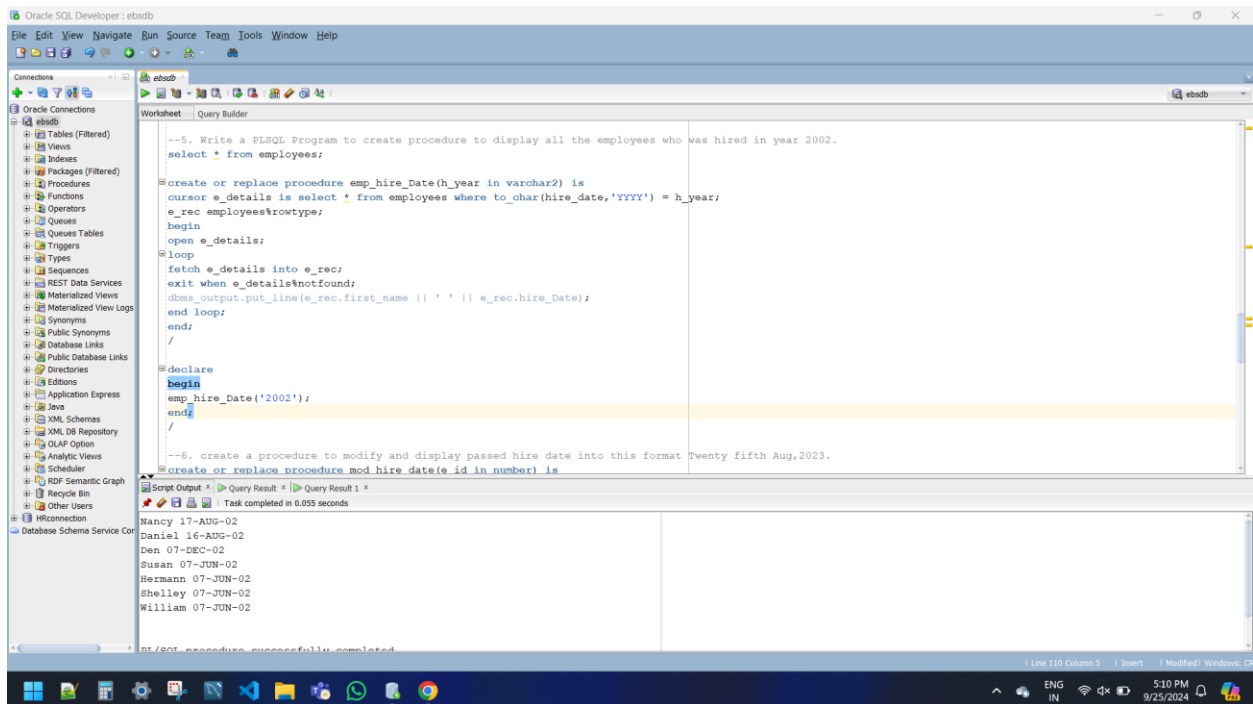 Oracle SQL Developer : ebsdb
File Edit View Navigate Run Source Team Tools Window Help
Connections
ebsdb
Oracle Connections
ebsdb
Tables (Filtered)
Views
Indexes
Packages (Filtered)
Procedures
Functions
Operators
Queues
Queues Tables
Triggers
Types
Sequences
REST Data Services
Materialized Views
Materialized View Logs
Synonyms
Public Synonyms
Database Links
Public Database Links
Directories
Editions
Application Express
Java
XML Schemas
XML DB Repository
OLAP Option
Analytic Views
Scheduler
RDF Semantic Graph
Recycle Bin
Other Users
HRconnection
Database Schema Service Cor
ebsdb
Worksheet Query Builder
--5. Write a PLSQL Program to create procedure to display all the employees who was hired in year 2002.
select * from employees;
create or replace procedure emp_hire_Date(h_year in varchar2) is
cursor e_details is select * from employees where to_char(hire_date,'YYYY') = h_year;
e_rec employees%rowtype;
begin
open e_details;
loop
fetch e_details into e_rec;
exit when e_details%notfound;
dbms_output.put_line(e_rec.first_name || ' ' || e_rec.hire_Date);
end loop;
end;
/
declare
begin
emp_hire_Date('2002');
end;
/
--6. create a procedure to modify and display passed hire date into this format Twenty fifth Aug,2023.
create or replace procedure mod_hire_date(e_id in number) is
Script Output Query Result Query Result 1
Task completed in 0.055 seconds
Nancy 17-AUG-02
Daniel 16-AUG-02
Den 07-DEC-02
Susan 07-JUN-02
Hermann 07-JUN-02
Shelley 07-JUN-02
William 07-JUN-02
PL/SQL procedure successfully completed
Line 110 Column 5 Insert Modified Windows: CR
ENG
IN
5:10 PM
9/25/2024